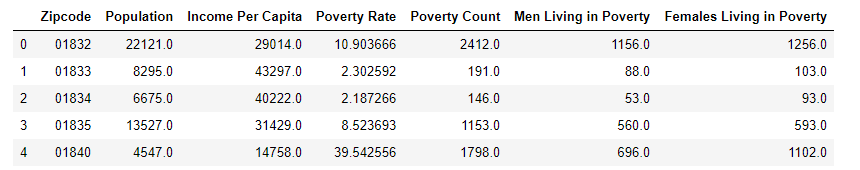 Zipcode Population Income Per Capita Poverty Rate Poverty Count Men Living in Poverty Females Living in Poverty
0 01832 22121.0 29014.0 10.903666 2412.0 1156.0 1256.0
1 01833 8295.0 43297.0 2.302592 191.0 88.0 103.0
2 01834 6675.0 40222.0 2.187266 146.0 53.0 93.0
3 01835 13527.0 31429.0 8.523693 1153.0 560.0 593.0
4 01840 4547.0 14758.0 39.542556 1798.0 696.0 1102.0